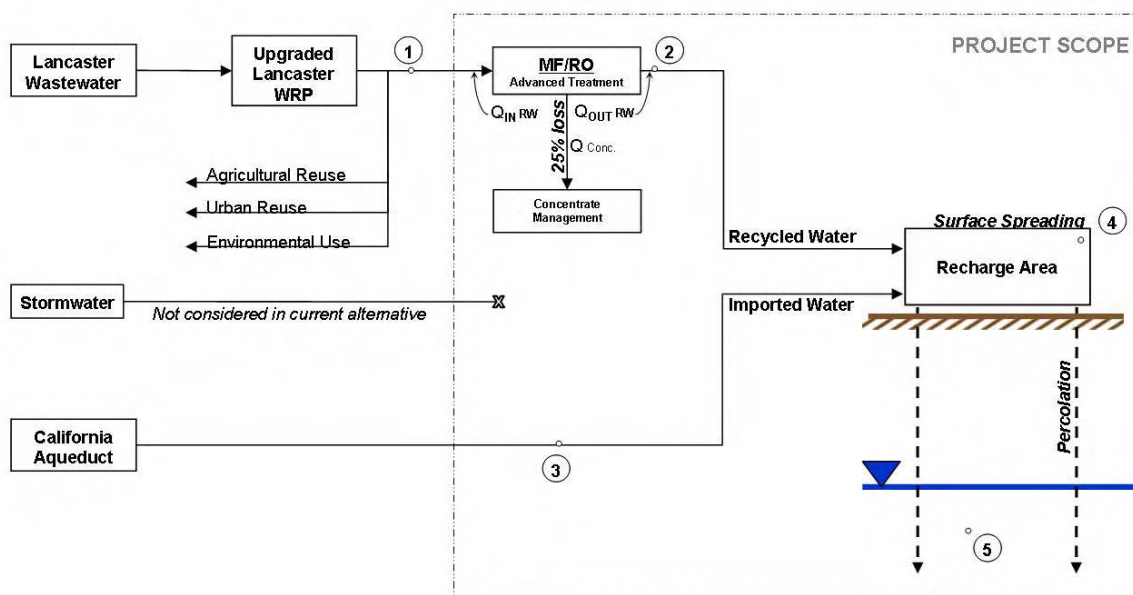 PROJECT SCOPE
Lancaster
Wastewater
Upgraded
Lancaster
WRP
1
MF/RO
Advanced Treatment
2
QIN RW
QOUT RW
25% loss
Q Conc.
Concentrate
Management
Agricultural Reuse
Urban Reuse
Environmental Use
Surface Spreading
4
Recycled Water
Recharge Area
Stormwater
Not considered in current alternative
X
Imported Water
Percolation
California
Aqueduct
3
5